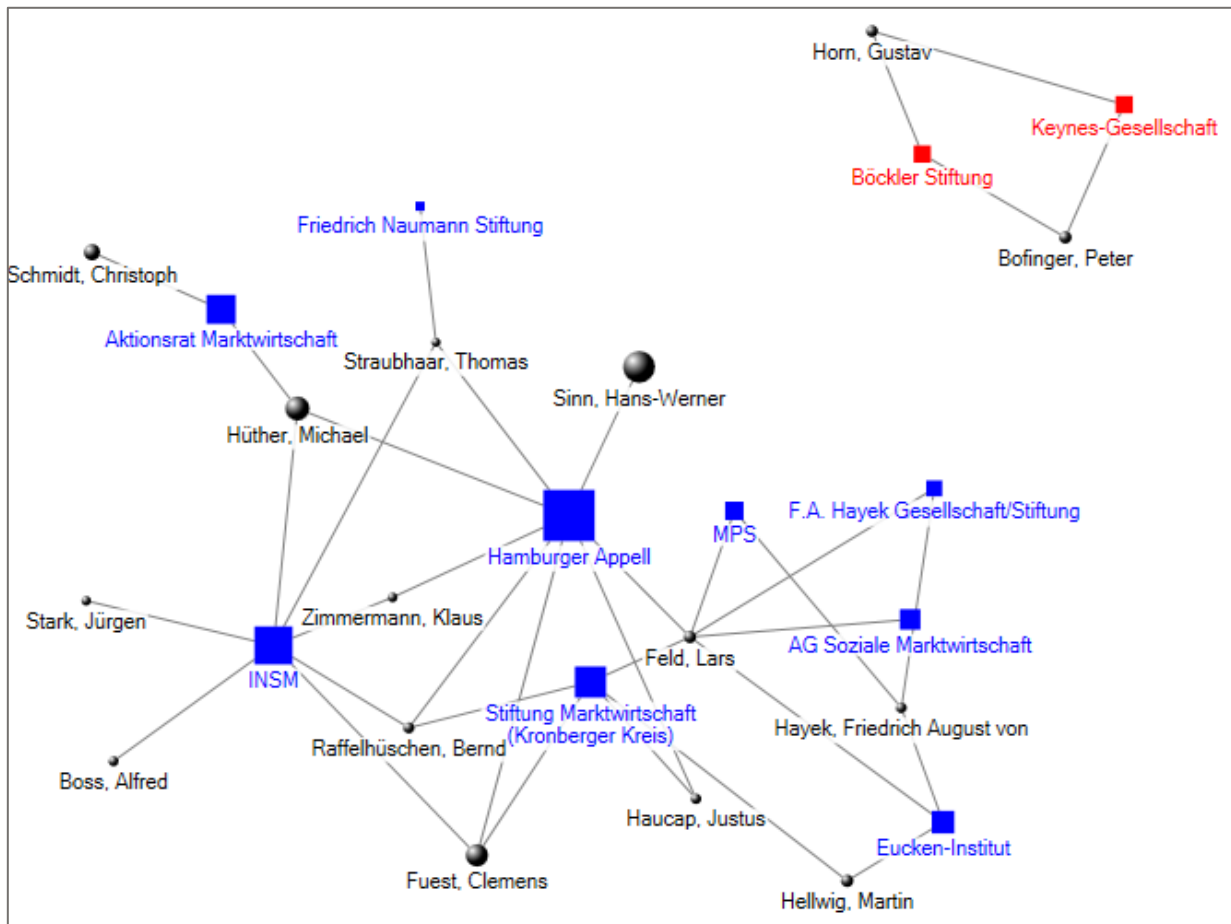 Horn, Gustav
Keynes-Gesellschaft
Böckler Stiftung
Friedrich Naumann Stiftung
Bofinger, Peter
Schmidt, Christoph
Aktionsrat Marktwirtschaft
Straubhaar, Thomas
Sinn, Hans-Werner
Hüther, Michael
F.A. Hayek Gesellschaft/Stiftung
MPS
Hamburger Appell
Stark, Jürgen
Zimmermann, Klaus
Feld, Lars
AG Soziale Marktwirtschaft
INSM
Stiftung Marktwirtschaft
(Kronberger Kreis)
Hayek, Friedrich August von
Raffelhüschen, Bernd
Boss, Alfred
Haucap, Justus
Eucken-Institut
Fuest, Clemens
Hellwig, Martin